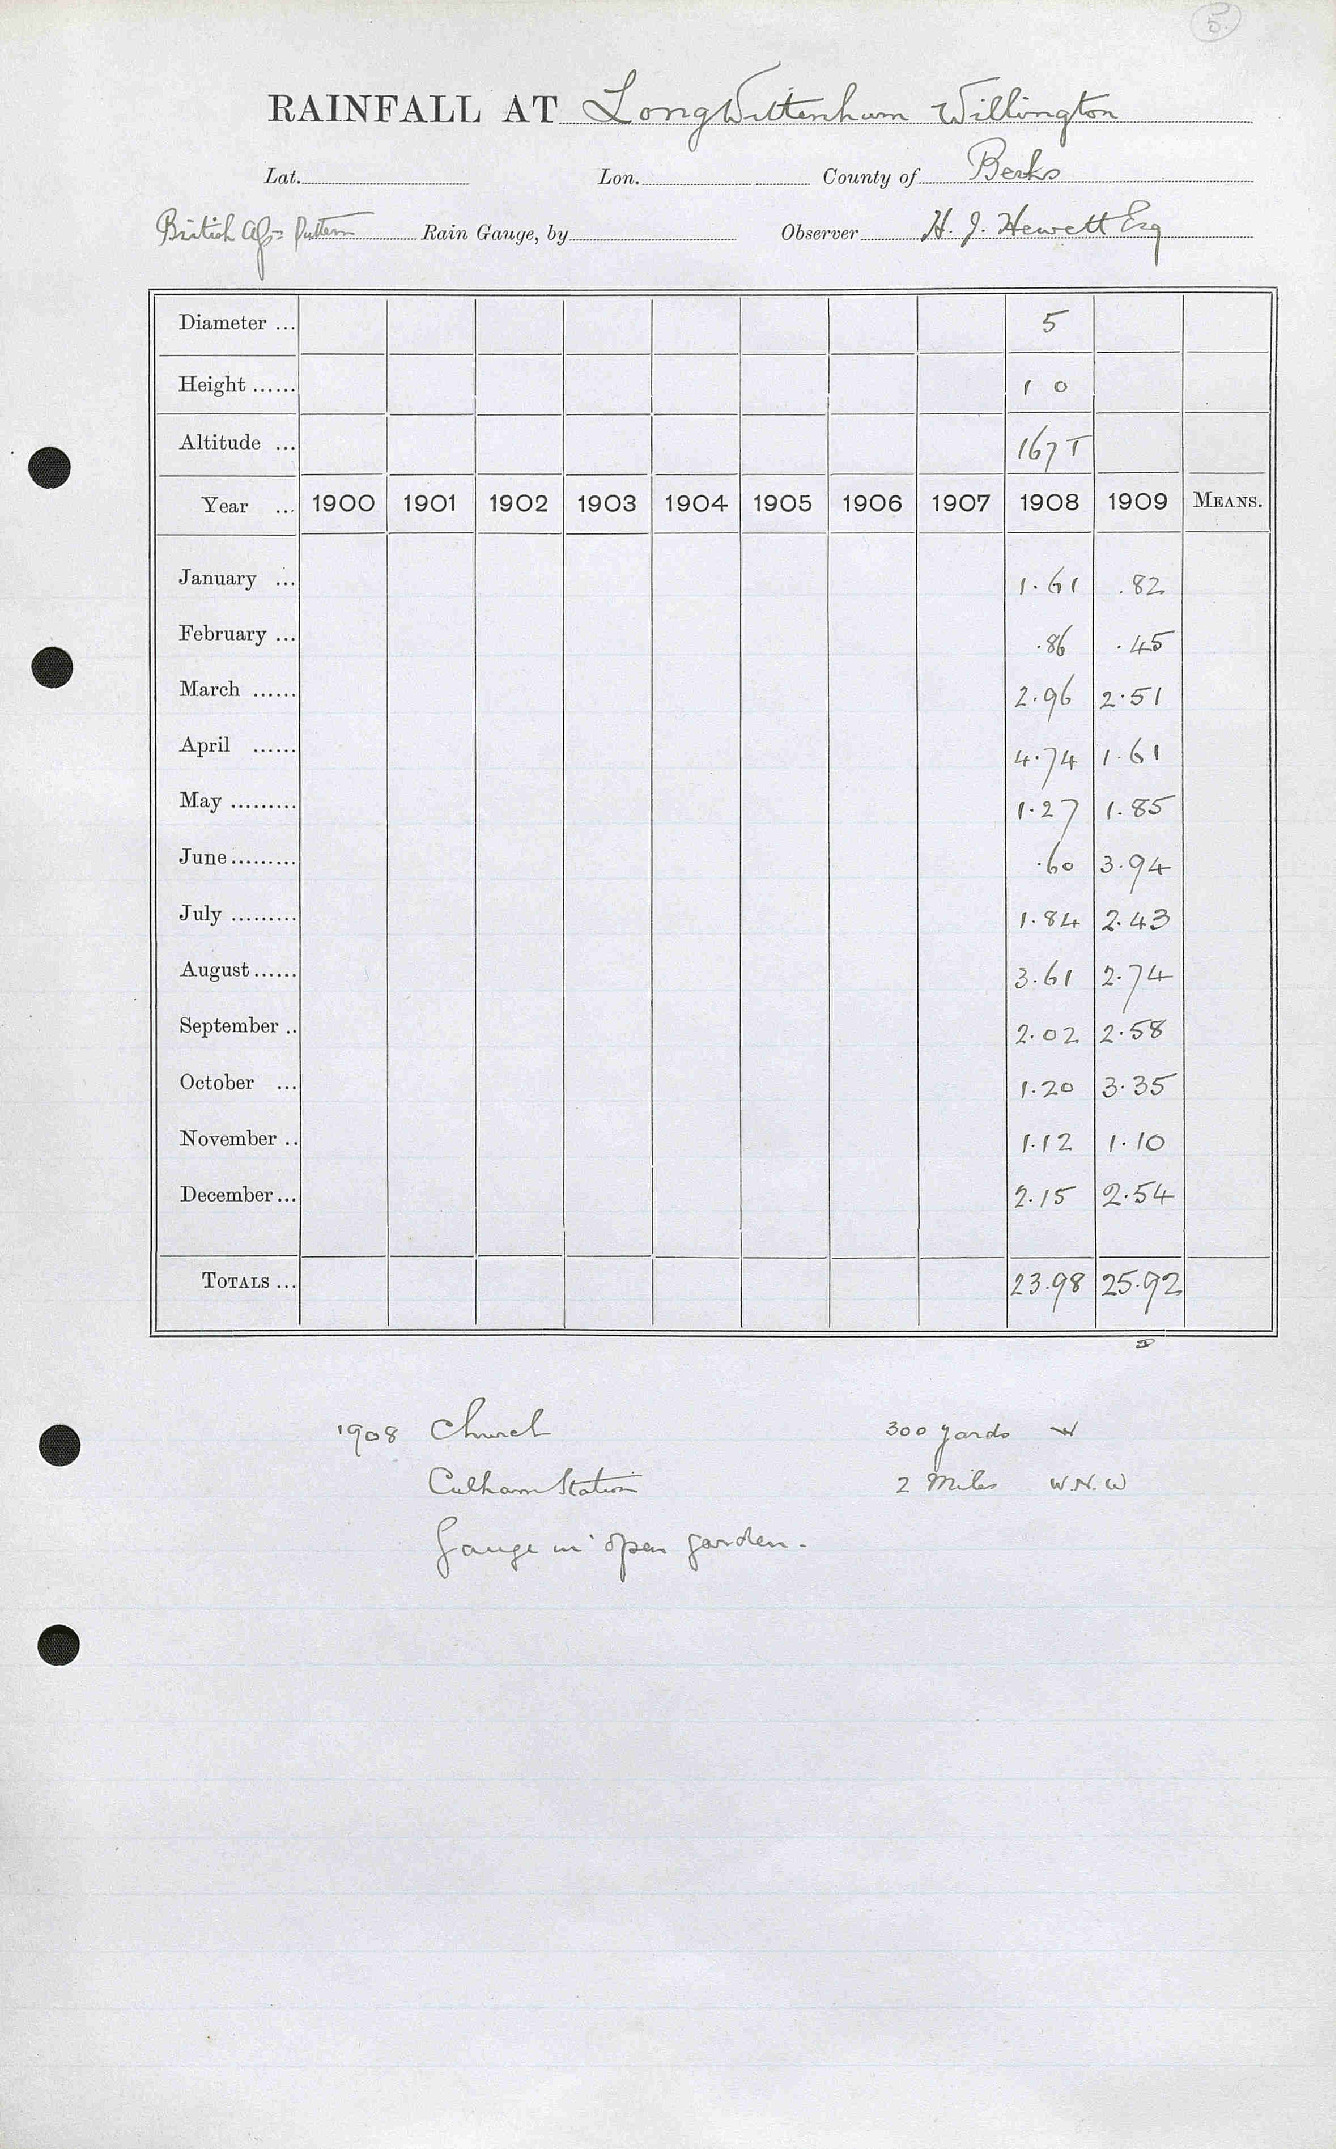 5.
RAINFALL AT Long Wittenham Willington
Lat. Lon. County of Berks
British Pattern Rain Gauge, by Observer H. J. Hewett Esq
Diameter ... 5
Height ...... 1 0
Altitude ... 167 T
Year ... 1900 1901 1902 1903 1904 1905 1906 1907 1908 1909 MEANS.
January ... 1.61 .82
February ... .86 .45
March ...... 2.96 2.51
April ...... 4.74 1.61
May ......... 1.27 1.85
June ......... .60 3.94
July ......... 1.84 2.43
August ...... 3.61 2.74
September .. 2.02 2.58
October ... 1.20 3.35
November .. 1.12 1.10
December ... 2.15 2.54
TOTALS ... 23.98 25.92
1908 Church 300 yards W
Culham Station 2 Miles W.N.W
Gauge in open garden.